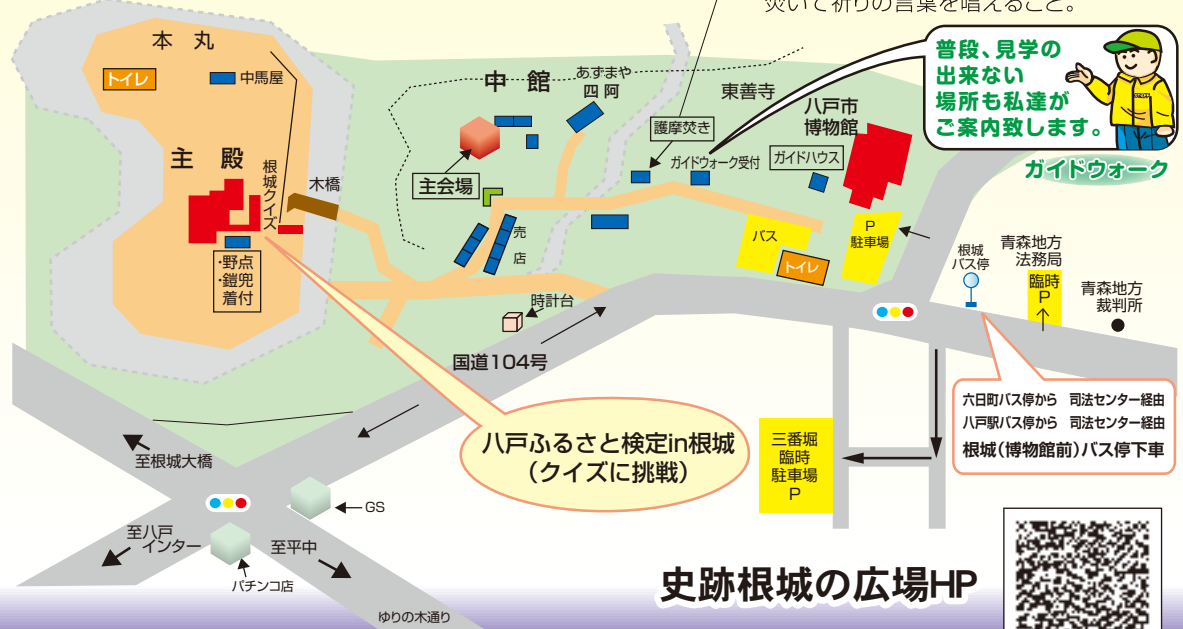 焚いて祈りの言葉を唱えること。
本丸
トイレ
中馬屋
主殿
根城クイズ
木橋
・野点
・鎧兜
着付
中館
あずまや
四阿
主会場
売店
東善寺
護摩焚き
ガイドウォーク受付
ガイドハウス
八戸市
博物館
普段、見学の
出来ない
場所も私達が
ご案内致します。
ガイドウォーク
バス
トイレ
P
駐車場
根城
バス停
青森地方
法務局
臨時
P
青森地方
裁判所
時計台
国道104号
六日町バス停から 司法センター経由
八戸駅バス停から 司法センター経由
根城(博物館前)バス停下車
八戸ふるさと検定in根城
(クイズに挑戦)
三番堀
臨時
駐車場
P
至根城大橋
GS
至八戸
インター
至平中
パチンコ店
ゆりの木通り
史跡根城の広場HP